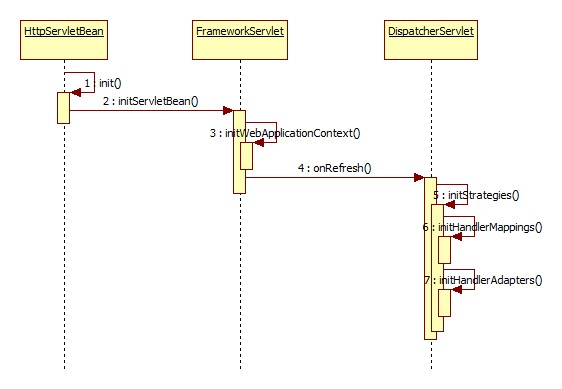 HttpServletBean
FrameworkServlet
DispatcherServlet
1 : init()
2 : initServletBean()
3 : initWebApplicationContext()
4 : onRefresh()
5 : initStrategies()
6 : initHandlerMappings()
7 : initHandlerAdapters()